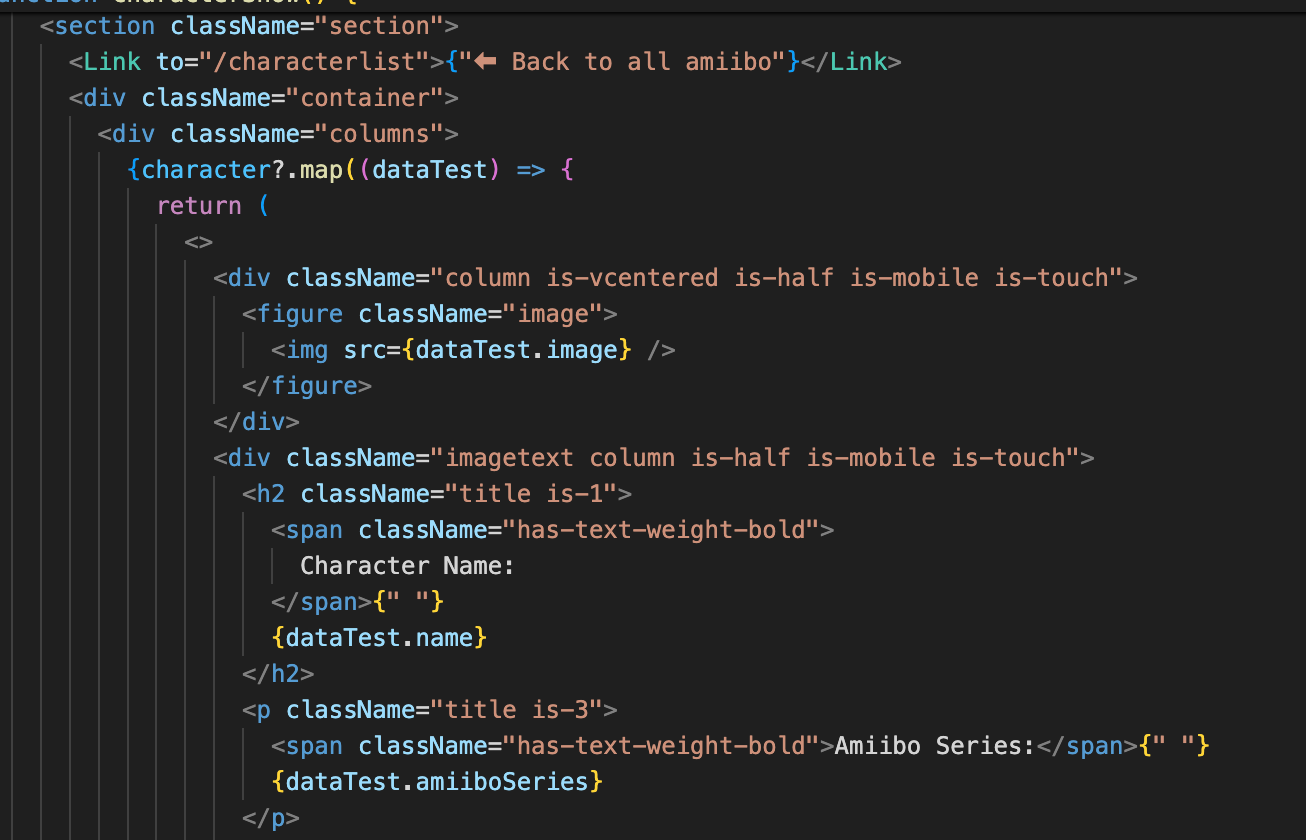 function CharacterShow() {
<section className="section">
<Link to="/characterlist">{"⬅ Back to all amiibo"}</Link>
<div className="container">
<div className="columns">
{character?.map((dataTest) => {
return (
<>
<div className="column is-vcentered is-half is-mobile is-touch">
<figure className="image">
<img src={dataTest.image} />
</figure>
</div>
<div className="imagetext column is-half is-mobile is-touch">
<h2 className="title is-1">
<span className="has-text-weight-bold">
Character Name:
</span>{" "}
{dataTest.name}
</h2>
<p className="title is-3">
<span className="has-text-weight-bold">Amiibo Series:</span>{" "}
{dataTest.amiiboSeries}
</p>